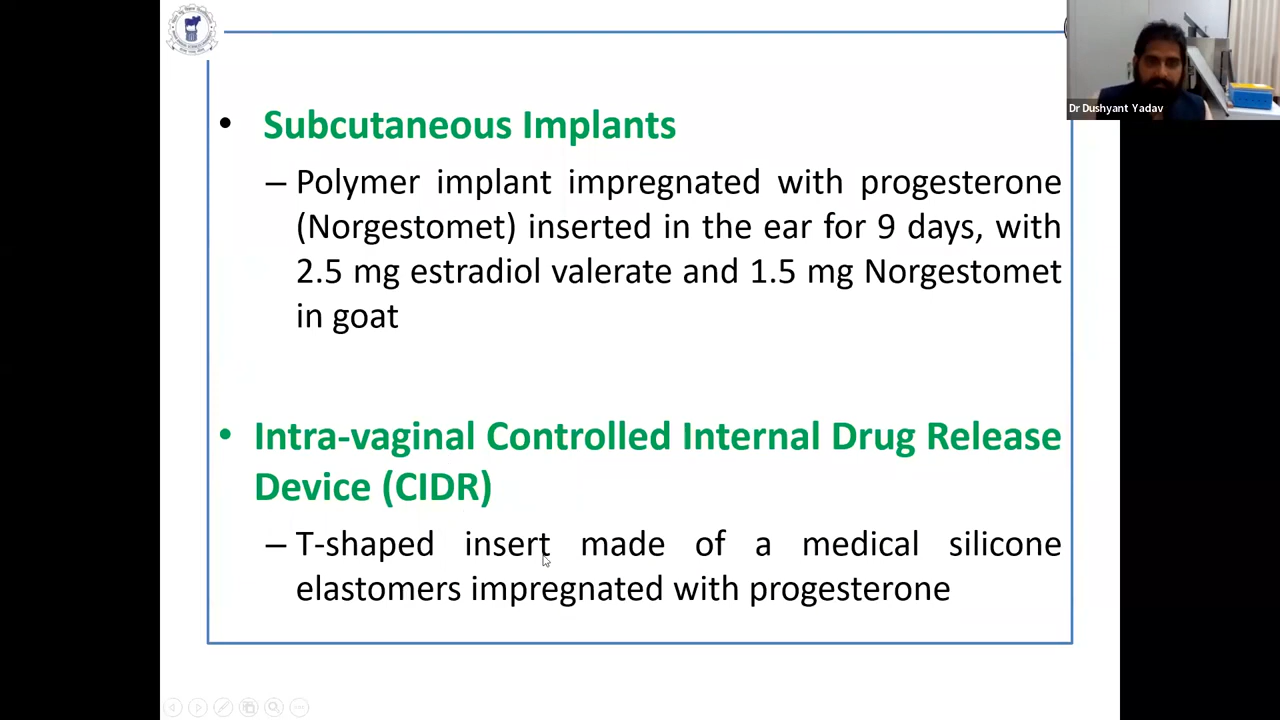 Dr Dushyant Yadav
• Subcutaneous Implants
– Polymer implant impregnated with progesterone
(Norgestomet) inserted in the ear for 9 days, with
2.5 mg estradiol valerate and 1.5 mg Norgestomet
in goat
• Intra-vaginal Controlled Internal Drug Release
Device (CIDR)
– T-shaped insert made of a medical silicone
elastomers impregnated with progesterone